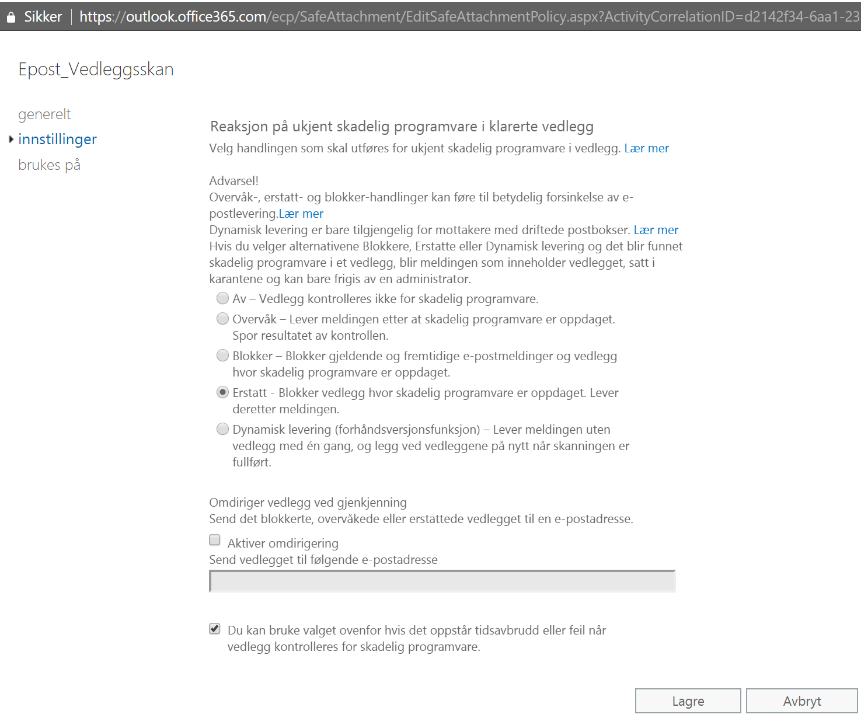 Sikker | https://outlook.office365.com/ecp/SafeAttachment/EditSafeAttachmentPolicy.aspx?ActivityCorrelationID=d2142f34-6aa1-23
Epost_Vedleggsskan
generelt
innstillinger
brukes på
Reaksjon på ukjent skadelig programvare i klarerte vedlegg
Velg handlingen som skal utføres for ukjent skadelig programvare i vedlegg. Lær mer
Advarsel!
Overvåk-, erstatt- og blokker-handlinger kan føre til betydelig forsinkelse av e-
postlevering.Lær mer
Dynamisk levering er bare tilgjengelig for mottakere med driftede postbokser. Lær mer
Hvis du velger alternativene Blokkere, Erstatte eller Dynamisk levering og det blir funnet
skadelig programvare i et vedlegg, blir meldingen som inneholder vedlegget, satt i
karantene og kan bare frigis av en administrator.
Av – Vedlegg kontrolleres ikke for skadelig programvare.
Overvåk – Lever meldingen etter at skadelig programvare er oppdaget.
Spor resultatet av kontrollen.
Blokker – Blokker gjeldende og fremtidige e-postmeldinger og vedlegg
hvor skadelig programvare er oppdaget.
Erstatt - Blokker vedlegg hvor skadelig programvare er oppdaget. Lever
deretter meldingen.
Dynamisk levering (forhåndsversjonsfunksjon) – Lever meldingen uten
vedlegg med én gang, og legg ved vedleggene på nytt når skanningen er
fullført.
Omdiriger vedlegg ved gjenkjenning
Send det blokkerte, overvåkede eller erstattede vedlegget til en e-postadresse.
Aktiver omdirigering
Send vedlegget til følgende e-postadresse
Du kan bruke valget ovenfor hvis det oppstår tidsavbrudd eller feil når
vedlegg kontrolleres for skadelig programvare.
Lagre
Avbryt